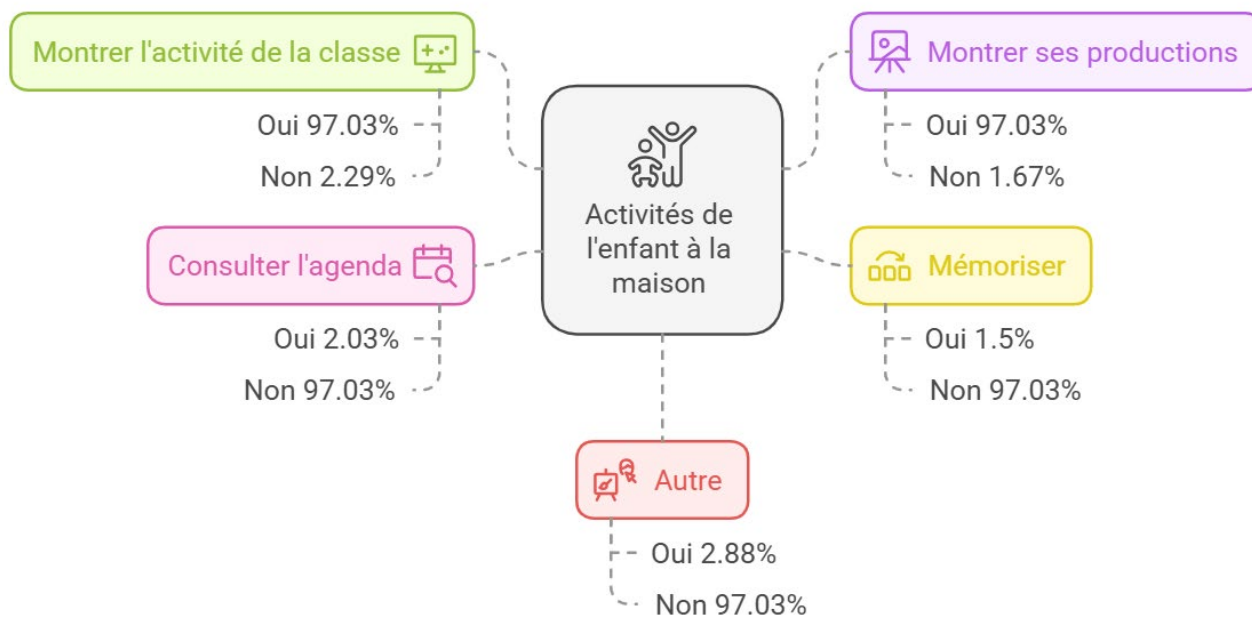 Montrer l'activité de la classe
Oui 97.03%
Non 2.29%
Consulter l'agenda
Oui 2.03%
Non 97.03%
Activités de
l'enfant à la
maison
Montrer ses productions
Oui 97.03%
Non 1.67%
Mémoriser
Oui 1.5%
Non 97.03%
Autre
Oui 2.88%
Non 97.03%